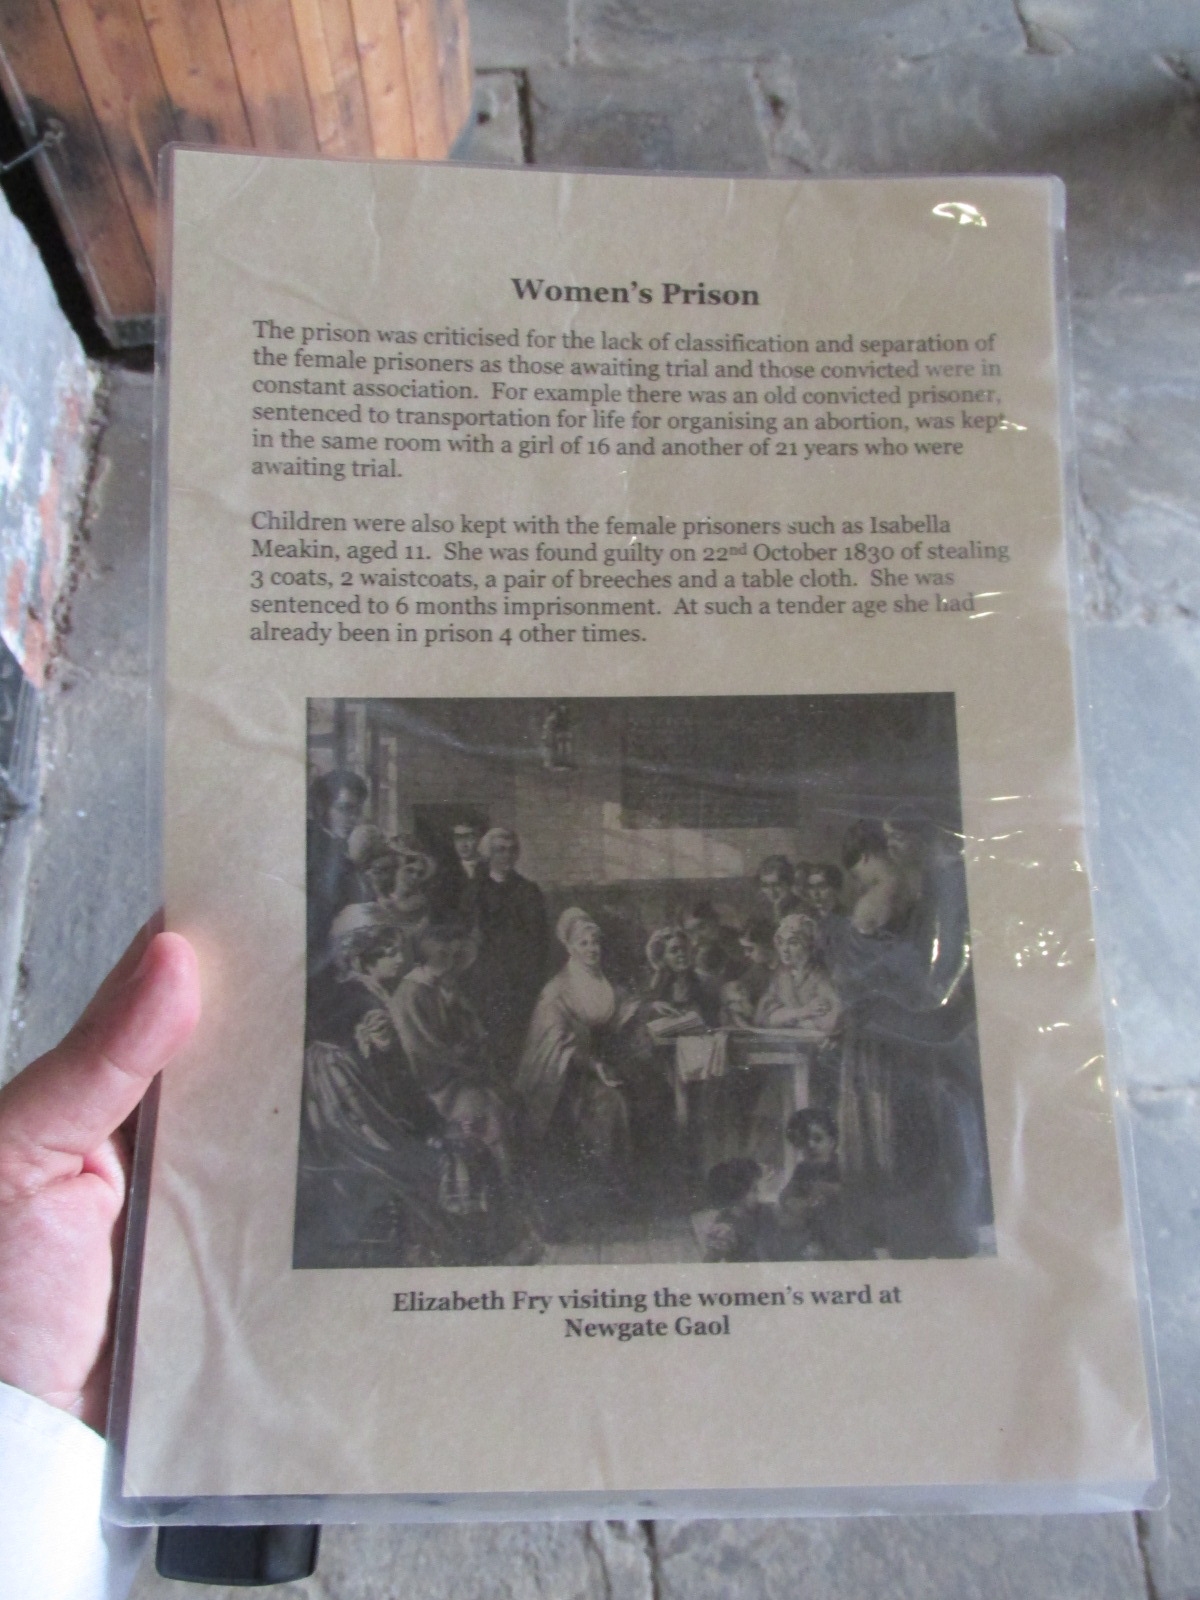 Women's Prison
The prison was criticised for the lack of classification and separation of
the female prisoners as those awaiting trial and those convicted were in
constant association. For example there was an old convicted prisoner,
sentenced to transportation for life for organising an abortion, was kept
in the same room with a girl of 16 and another of 21 years who were
awaiting trial.
Children were also kept with the female prisoners such as Isabella
Meakin, aged 11. She was found guilty on 22nd October 1830 of stealing
3 coats, 2 waistcoats, a pair of breeches and a table cloth. She was
sentenced to 6 months imprisonment. At such a tender age she had
already been in prison 4 other times.
Elizabeth Fry visiting the women's ward at
Newgate Gaol